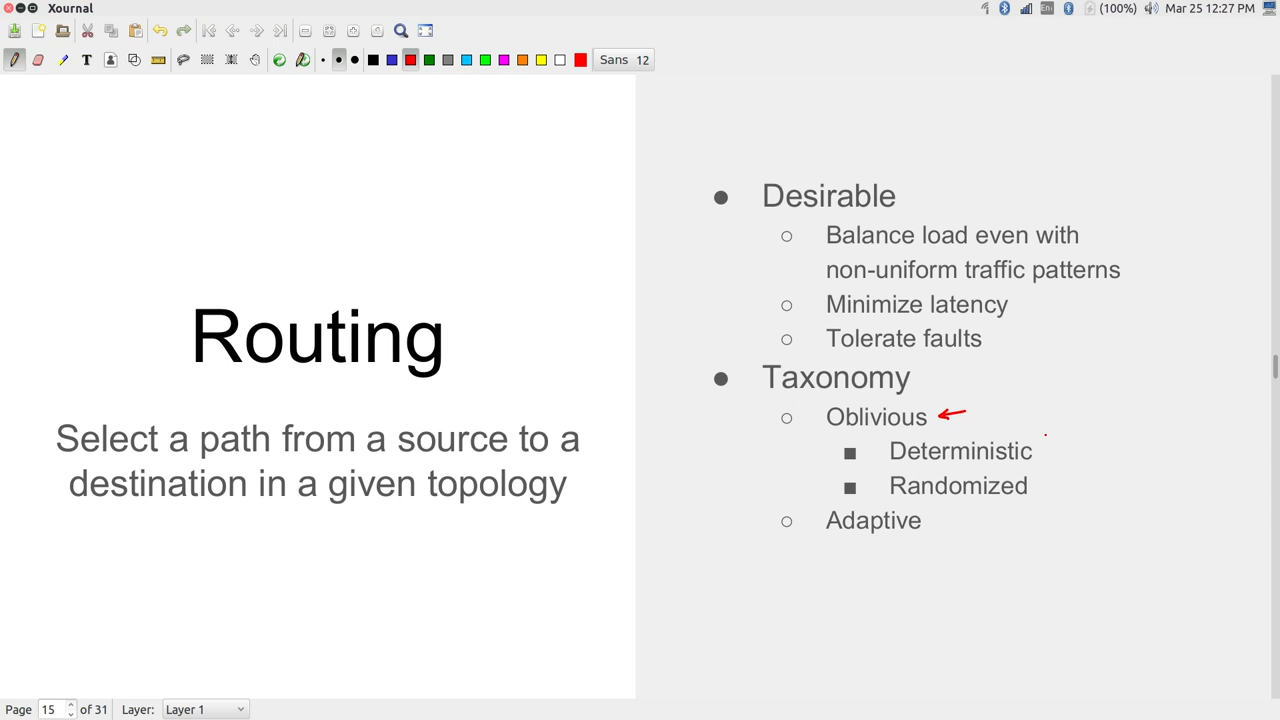 Xournal
En
(100%)
Mar 25 12:27 PM
T
Sans 12
Routing
Select a path from a source to a
destination in a given topology
● Desirable
○ Balance load even with
non-uniform traffic patterns
○ Minimize latency
○ Tolerate faults
● Taxonomy
○ Oblivious
■ Deterministic
■ Randomized
○ Adaptive
Page 15 of 31 Layer: Layer 1